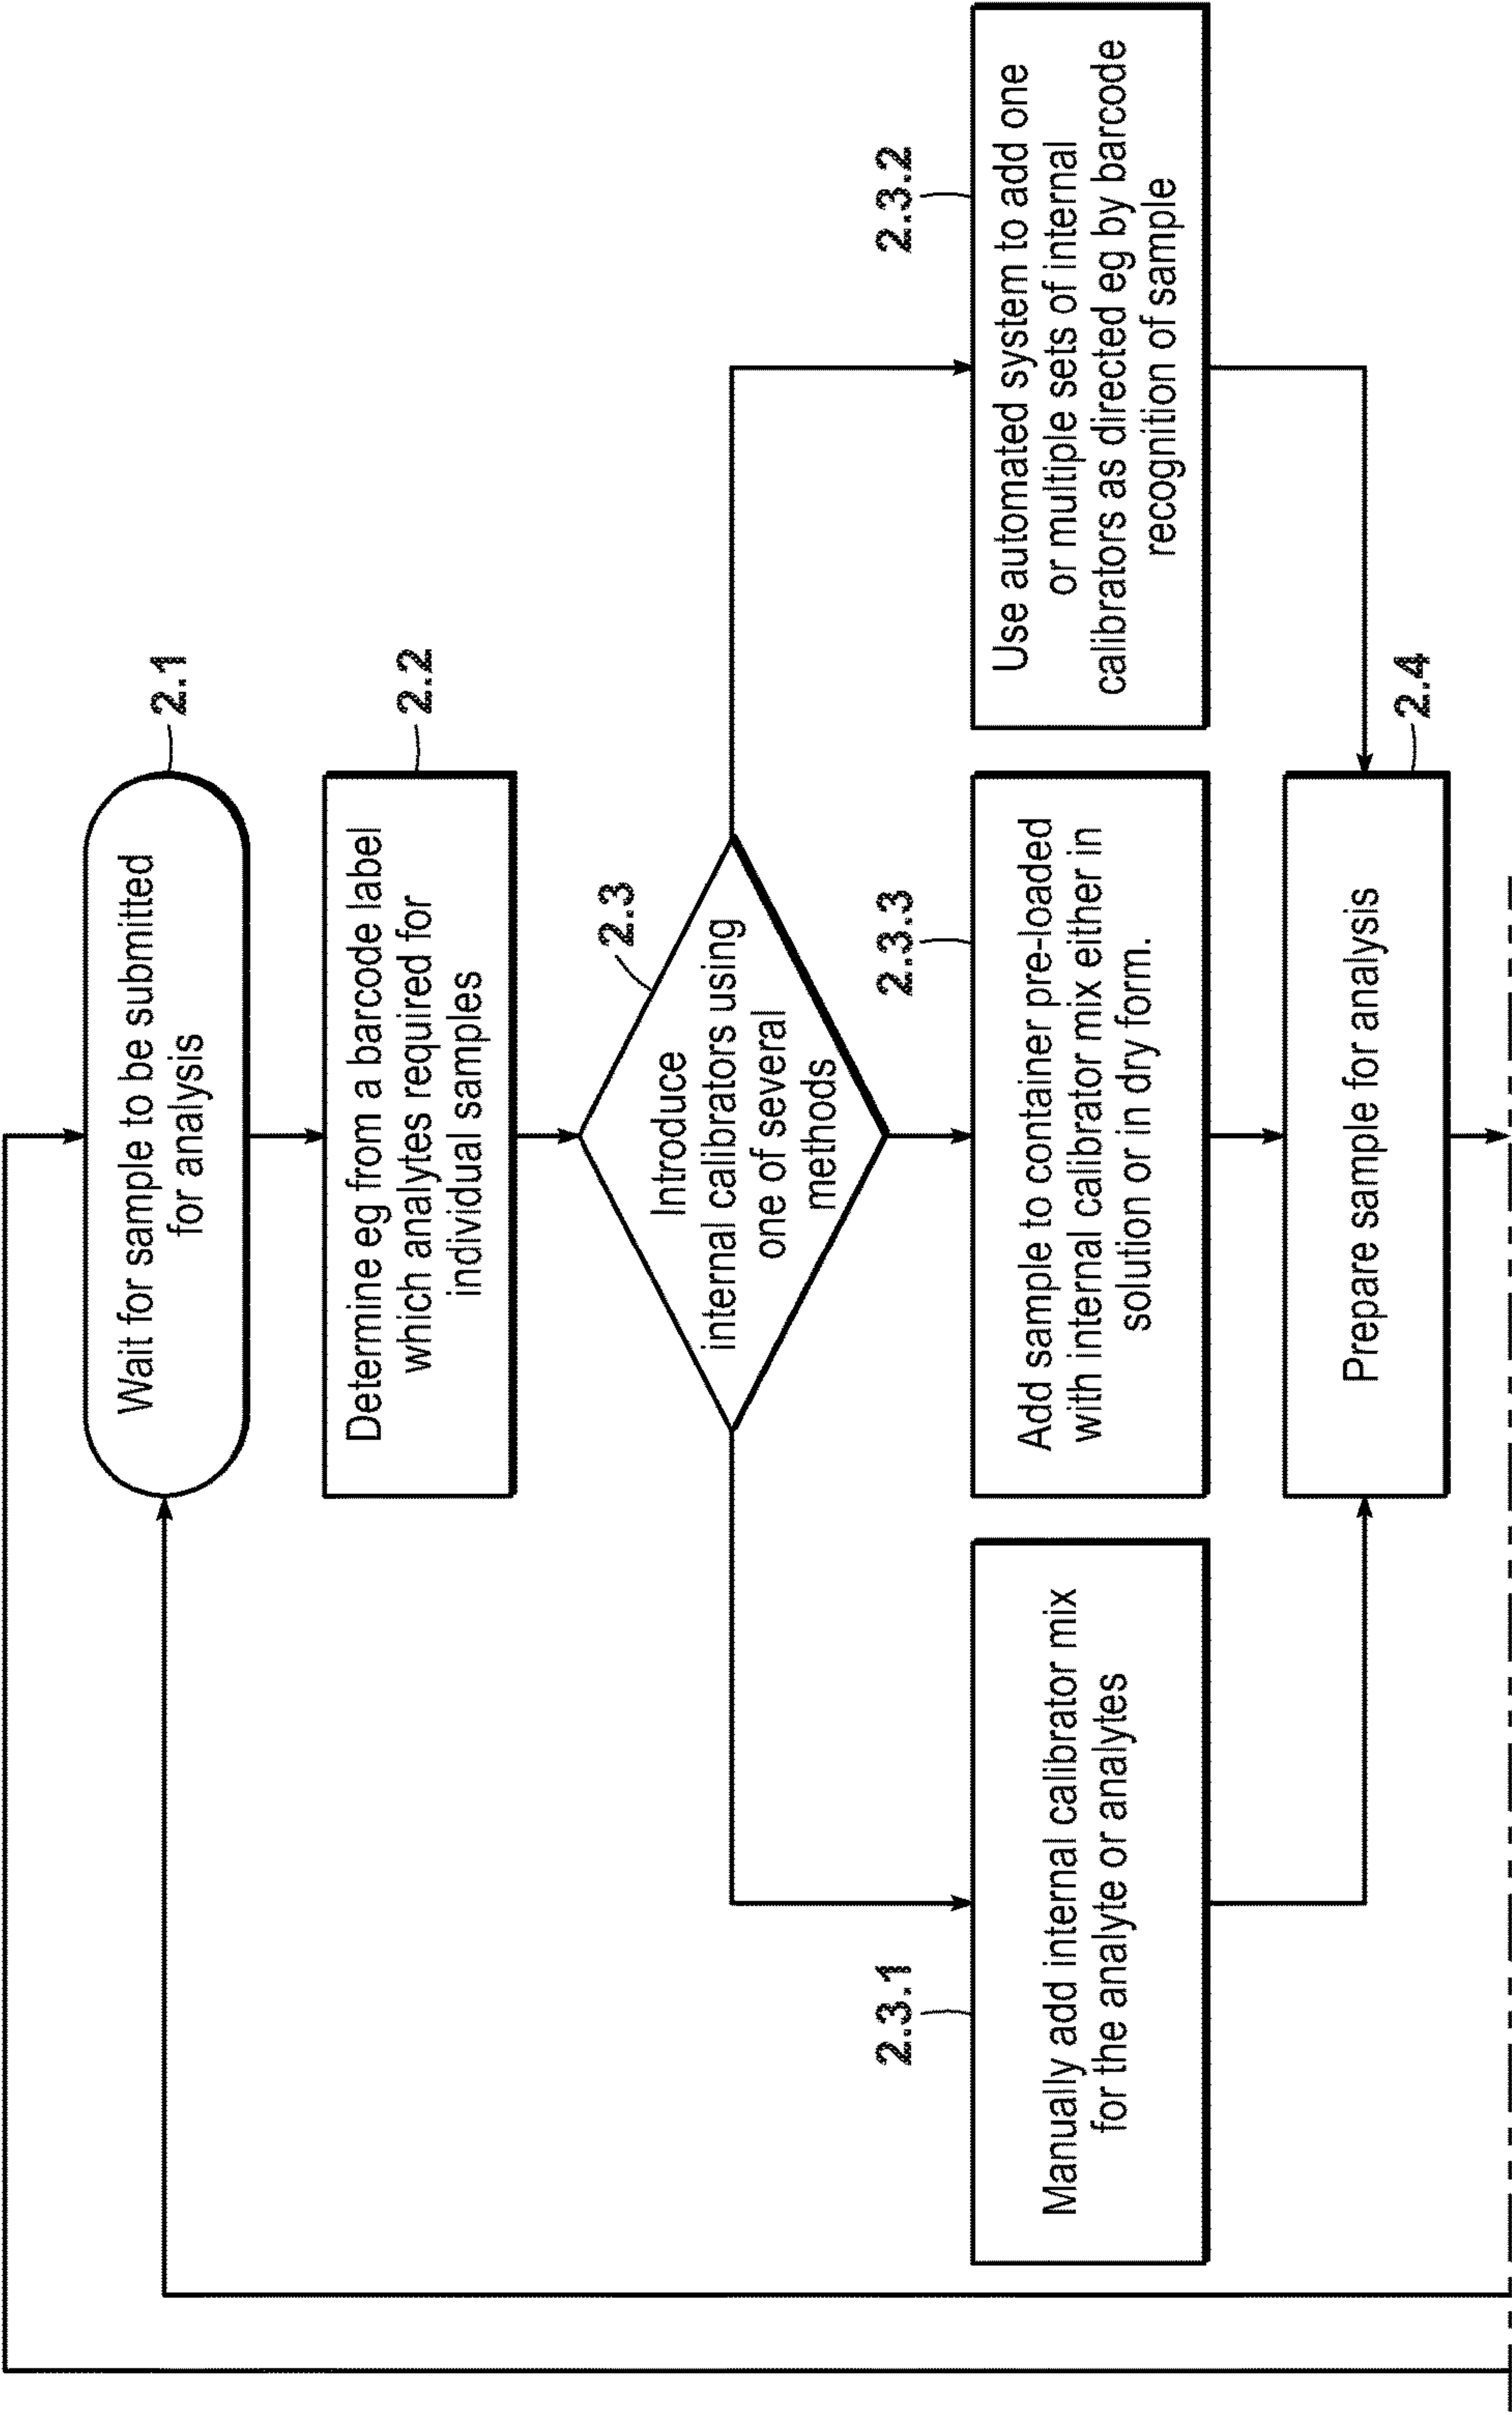 2.1
Wait for sample to be submitted
for analysis
2.2
Determine eg from a barcode label
which analytes required for
individual samples
2.3
Introduce
internal calibrators using
one of several
methods
2.3.1
Manually add internal calibrator mix
for the analyte or analytes
2.3.3
Add sample to container pre-loaded
with internal calibrator mix either in
solution or in dry form.
2.3.2
Use automated system to add one
or multiple sets of internal
calibrators as directed eg by barcode
recognition of sample
2.4
Prepare sample for analysis